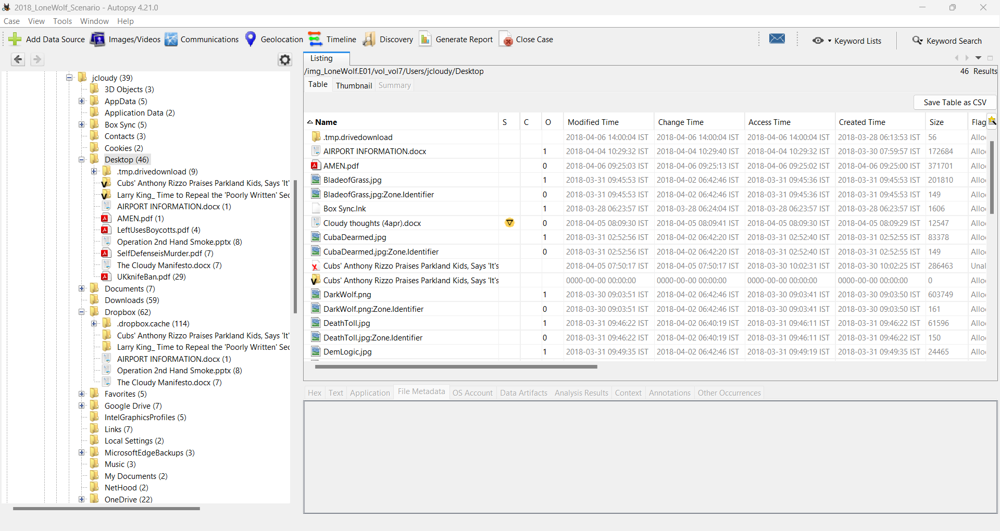 2018_LoneWolf_Scenario - Autopsy 4.21.0
Case View Tools Window Help
Add Data Source Images/Videos Communications Geolocation Timeline Discovery Generate Report Close Case Keyword Lists Keyword Search
jcloudy (39)
3D Objects (3)
AppData (5)
Application Data (2)
Box Sync (5)
Contacts (3)
Cookies (2)
Desktop (46)
.tmp.drivedownload (9)
Cubs' Anthony Rizzo Praises Parkland Kids, Says 'It'
Larry King_ Time to Repeal the 'Poorly Written' Sec
AIRPORT INFORMATION.docx (1)
AMEN.pdf (1)
LeftUsesBoycotts.pdf (4)
Operation 2nd Hand Smoke.pptx (8)
SelfDefenseisMurder.pdf (7)
The Cloudy Manifesto.docx (7)
UKknifeBan.pdf (29)
Documents (7)
Downloads (59)
Dropbox (62)
.dropbox.cache (114)
Cubs' Anthony Rizzo Praises Parkland Kids, Says 'It'
Larry King_ Time to Repeal the 'Poorly Written' Sec
AIRPORT INFORMATION.docx (1)
Operation 2nd Hand Smoke.pptx (8)
The Cloudy Manifesto.docx (7)
Favorites (5)
Google Drive (7)
IntelGraphicsProfiles (5)
Links (7)
Local Settings (2)
MicrosoftEdgeBackups (3)
Music (3)
My Documents (2)
NetHood (2)
OneDrive (22)
Listing
/img_LoneWolf.E01/vol_vol7/Users/jcloudy/Desktop 46 Results
Table Thumbnail Summary
Save Table as CSV
Name S C O Modified Time Change Time Access Time Created Time Size Flag
.tmp.drivedownload 2018-04-06 14:00:04 IST 2018-04-06 14:00:04 IST 2018-04-06 14:00:04 IST 2018-03-28 06:13:53 IST 56 Allo
AIRPORT INFORMATION.docx 1 2018-04-04 10:29:32 IST 2018-04-04 10:29:40 IST 2018-04-04 10:29:32 IST 2018-03-30 07:59:57 IST 172684 Allo
AMEN.pdf 0 2018-04-06 09:25:03 IST 2018-04-06 09:25:13 IST 2018-04-06 09:25:02 IST 2018-04-06 09:25:00 IST 371701 Allo
BladeofGrass.jpg 1 2018-03-31 09:45:53 IST 2018-04-02 06:42:46 IST 2018-03-31 09:45:36 IST 2018-03-31 09:45:53 IST 201810 Allo
BladeofGrass.jpg:Zone.Identifier 0 2018-03-31 09:45:53 IST 2018-04-02 06:42:46 IST 2018-03-31 09:45:36 IST 2018-03-31 09:45:53 IST 149 Allo
Box Sync.lnk 1 2018-03-28 06:23:57 IST 2018-03-28 06:24:04 IST 2018-03-28 06:23:57 IST 2018-03-28 06:23:57 IST 1606 Allo
Cloudy thoughts (4apr).docx 0 2018-04-05 08:09:30 IST 2018-04-05 08:09:41 IST 2018-04-05 08:09:30 IST 2018-04-05 08:09:29 IST 12547 Allo
CubaDearmed.jpg 1 2018-03-31 02:52:56 IST 2018-04-02 06:42:20 IST 2018-03-31 02:52:40 IST 2018-03-31 02:52:55 IST 83378 Allo
CubaDearmed.jpg:Zone.Identifier 0 2018-03-31 02:52:56 IST 2018-04-02 06:42:20 IST 2018-03-31 02:52:40 IST 2018-03-31 02:52:55 IST 149 Allo
Cubs' Anthony Rizzo Praises Parkland Kids, Says 'It's 2018-04-05 07:50:17 IST 2018-04-05 07:50:17 IST 2018-03-30 10:02:31 IST 2018-03-30 10:02:25 IST 286463 Unal
Cubs' Anthony Rizzo Praises Parkland Kids, Says 'It's 0000-00-00 00:00:00 0000-00-00 00:00:00 0000-00-00 00:00:00 0000-00-00 00:00:00 0 Allo
DarkWolf.png 1 2018-03-30 09:03:51 IST 2018-04-02 06:42:46 IST 2018-03-30 09:03:41 IST 2018-03-30 09:03:50 IST 603749 Allo
DarkWolf.png:Zone.Identifier 0 2018-03-30 09:03:51 IST 2018-04-02 06:42:46 IST 2018-03-30 09:03:41 IST 2018-03-30 09:03:50 IST 161 Allo
DeathToll.jpg 1 2018-03-31 09:46:22 IST 2018-04-02 06:40:19 IST 2018-03-31 09:46:11 IST 2018-03-31 09:46:22 IST 61596 Allo
DeathToll.jpg:Zone.Identifier 0 2018-03-31 09:46:22 IST 2018-04-02 06:40:19 IST 2018-03-31 09:46:11 IST 2018-03-31 09:46:22 IST 150 Allo
DemLogic.jpg 1 2018-03-31 09:49:35 IST 2018-04-02 06:42:46 IST 2018-03-31 09:49:19 IST 2018-03-31 09:49:35 IST 24465 Allo
Hex Text Application File Metadata OS Account Data Artifacts Analysis Results Context Annotations Other Occurrences